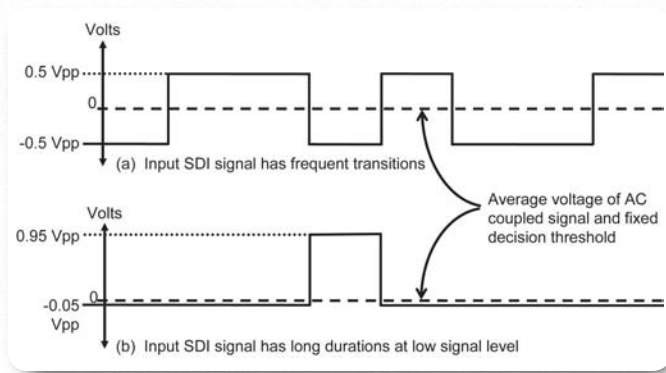 Volts
0.5 Vpp
0
-0.5 Vpp
(a) Input SDI signal has frequent transitions
Volts
Average voltage of AC
coupled signal and fixed
decision threshold
0.95 Vpp
0
-0.05
Vpp
(b) Input SDI signal has long durations at low signal level